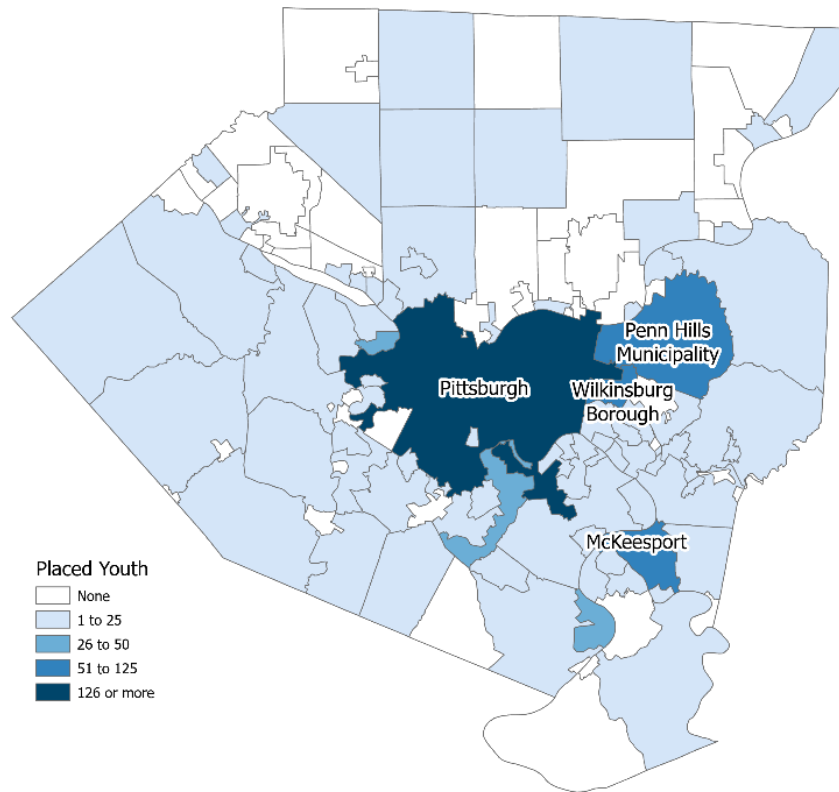 Penn Hills
Municipality
Pittsburgh
Wilkinsburg
Borough
McKeesport
Placed Youth
None
1 to 25
26 to 50
51 to 125
126 or more